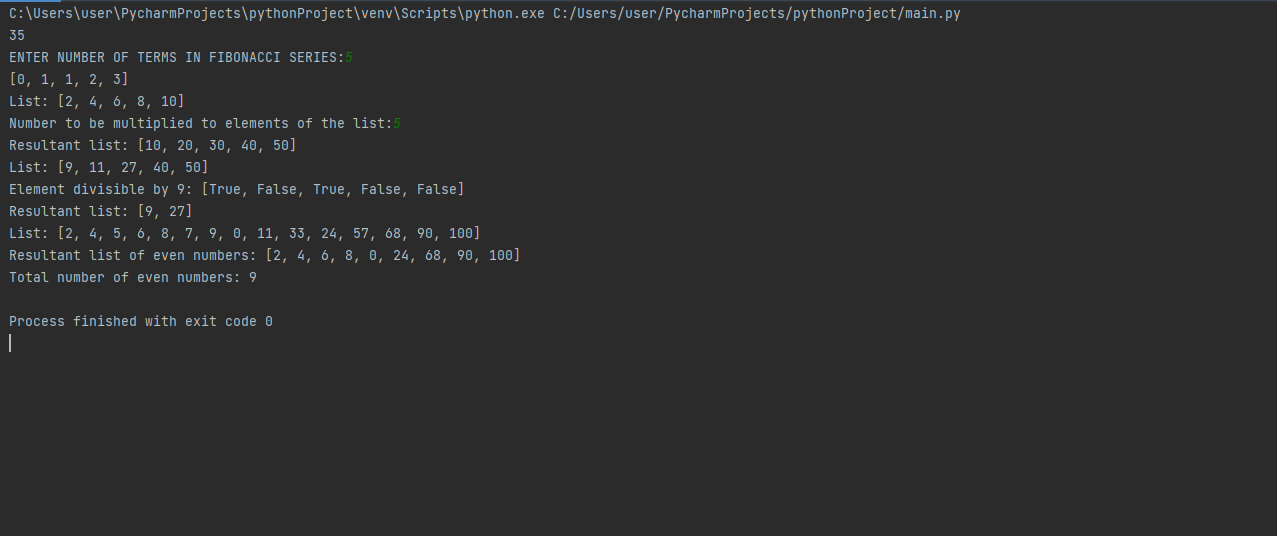 C:\Users\user\PycharmProjects\pythonProject\venv\Scripts\python.exe C:/Users/user/PycharmProjects/pythonProject/main.py
35
ENTER NUMBER OF TERMS IN FIBONACCI SERIES:5
[0, 1, 1, 2, 3]
List: [2, 4, 6, 8, 10]
Number to be multiplied to elements of the list:5
Resultant list: [10, 20, 30, 40, 50]
List: [9, 11, 27, 40, 50]
Element divisible by 9: [True, False, True, False, False]
Resultant list: [9, 27]
List: [2, 4, 5, 6, 8, 7, 9, 0, 11, 33, 24, 57, 68, 90, 100]
Resultant list of even numbers: [2, 4, 6, 8, 0, 24, 68, 90, 100]
Total number of even numbers: 9
Process finished with exit code 0